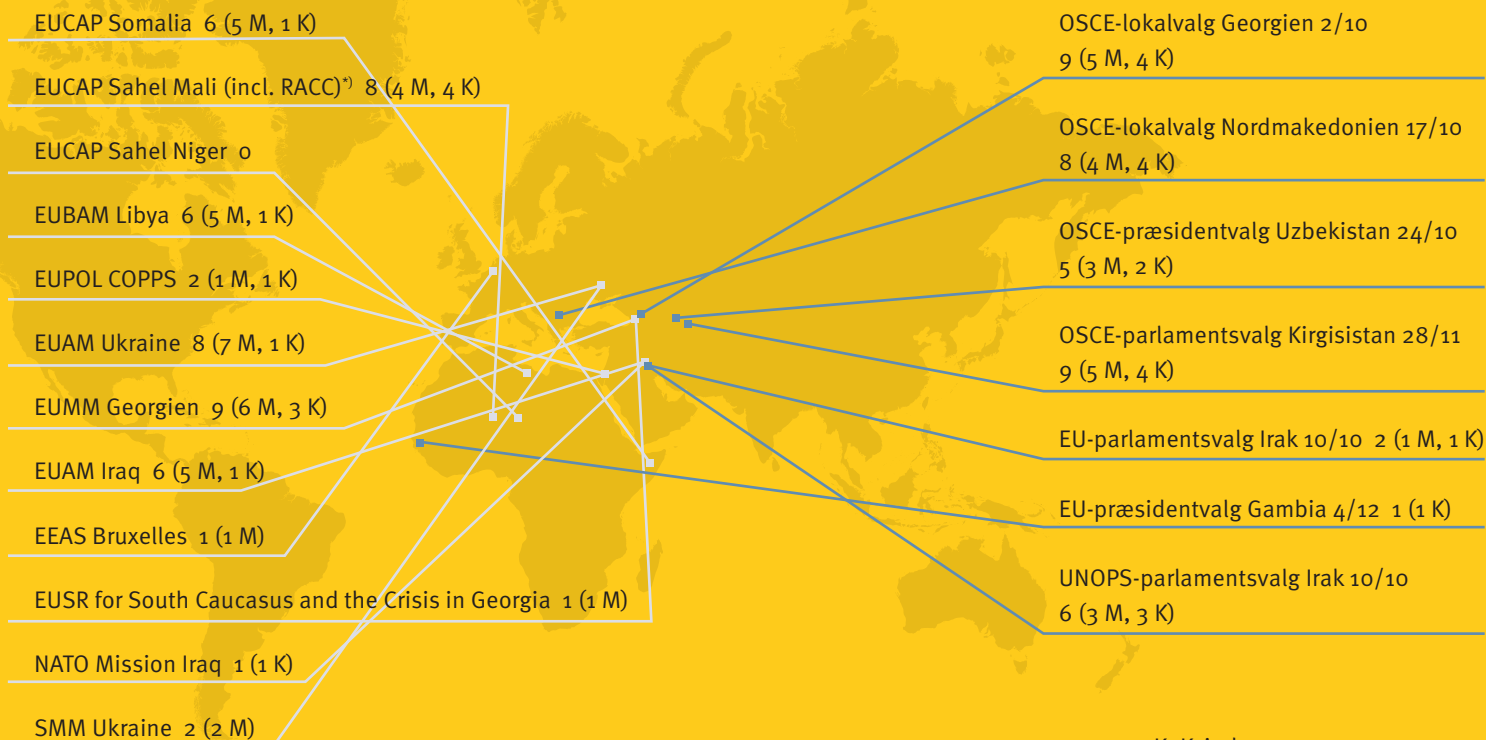 EUCAP Somalia 6 (5 M, 1 K)
EUCAP Sahel Mali (incl. RACC)*) 8 (4 M, 4 K)
EUCAP Sahel Niger 0
EUBAM Libya 6 (5 M, 1 K)
EUPOL COPPS 2 (1 M, 1 K)
EUAM Ukraine 8 (7 M, 1 K)
EUMM Georgien 9 (6 M, 3 K)
EUAM Iraq 6 (5 M, 1 K)
EEAS Bruxelles 1 (1 M)
EUSR for South Caucasus and the Crisis in Georgia 1 (1 M)
NATO Mission Iraq 1 (1 K)
SMM Ukraine 2 (2 M)
OSCE-lokalvalg Georgien 2/10
9 (5 M, 4 K)
OSCE-lokalvalg Nordmakedonien 17/10
8 (4 M, 4 K)
OSCE-præsidentvalg Uzbekistan 24/10
5 (3 M, 2 K)
OSCE-parlamentsvalg Kirgisistan 28/11
9 (5 M, 4 K)
EU-parlamentsvalg Irak 10/10 2 (1 M, 1 K)
EU-præsidentvalg Gambia 4/12 1 (1 K)
UNOPS-parlamentsvalg Irak 10/10
6 (3 M, 3 K)